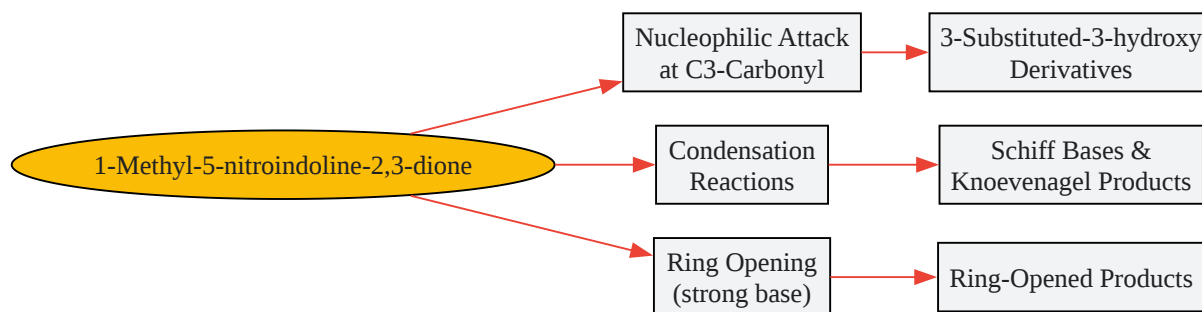 Nucleophilic Attack
at C3-Carbonyl
3-Substituted-3-hydroxy
Derivatives
1-Methyl-5-nitroindoline-2,3-dione
Condensation
Reactions
Schiff Bases &
Knoevenagel Products
Ring Opening
(strong base)
Ring-Opened Products